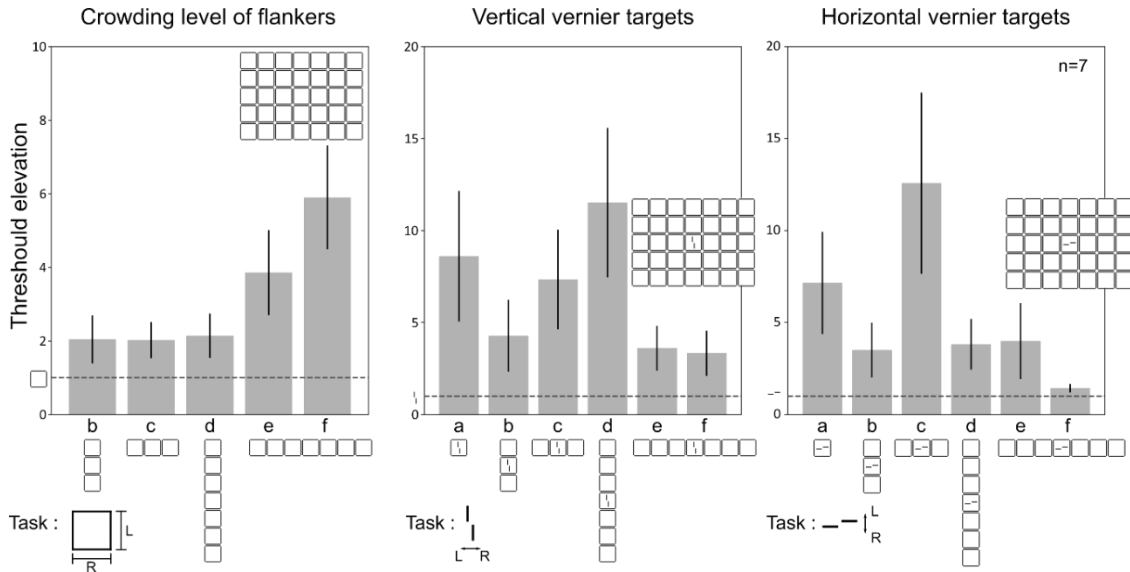 Crowding level of flankers
Vertical vernier targets
Horizontal vernier targets
Threshould elevation
10
8
6
4
2
0
b
c
d
e
f
Task :
L
R
20
15
10
5
0
a
b
c
d
e
f
Task :
L
R
20
15
10
5
0
n=7
a
b
c
d
e
f
Task :
L
R